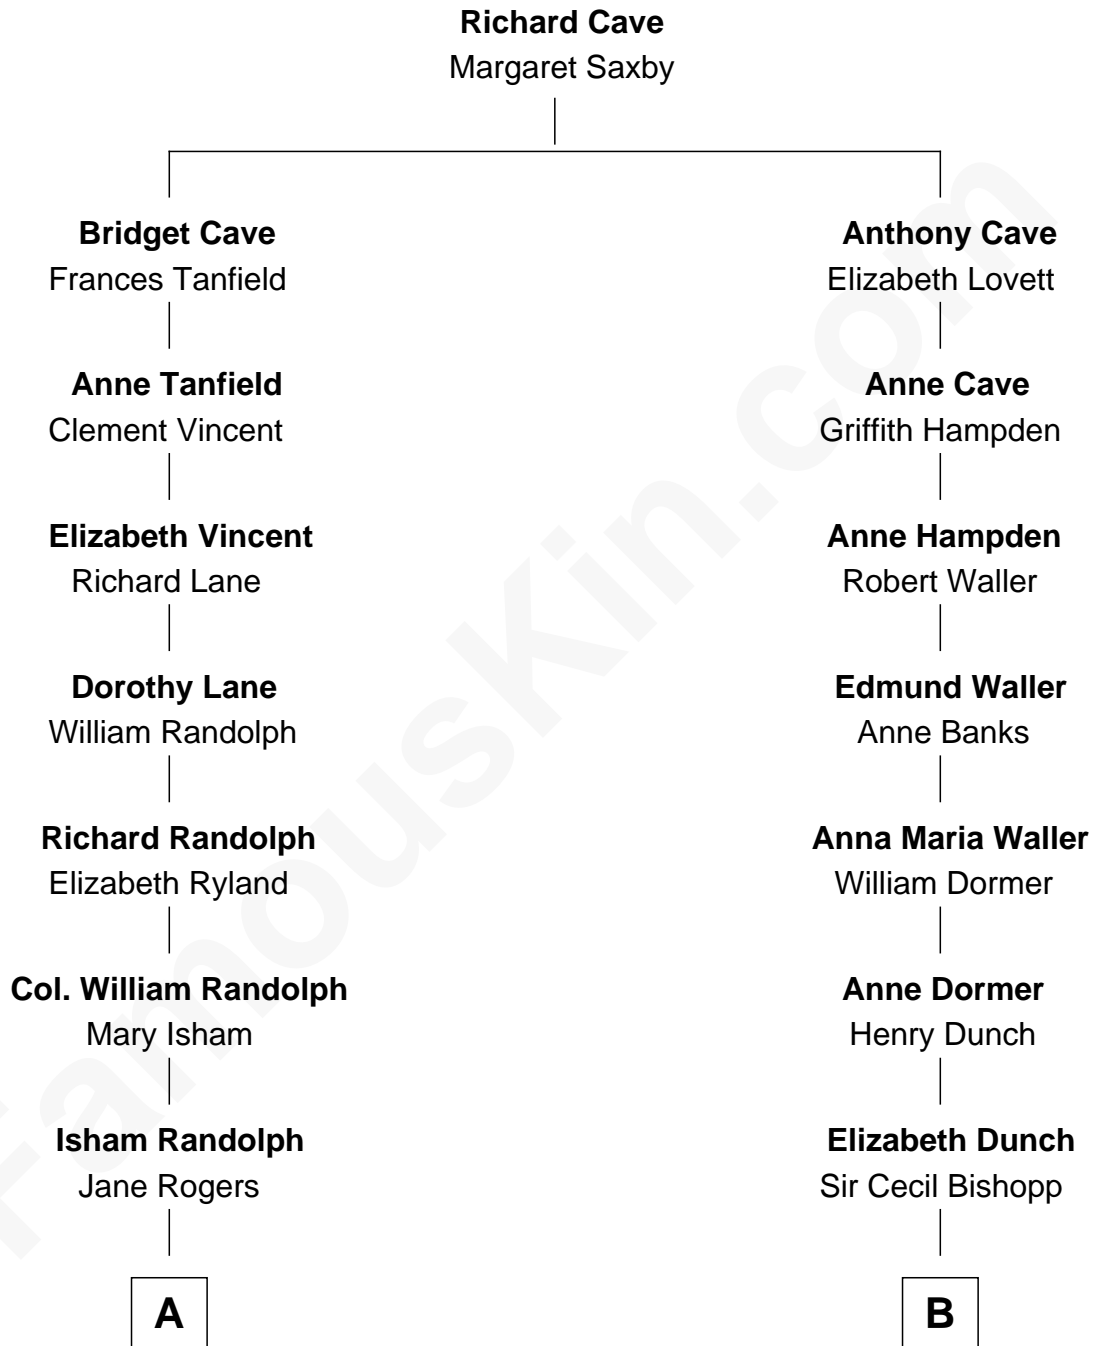 Richard Cave
Margaret Saxby
Bridget Cave
Frances Tanfield
Anthony Cave
Elizabeth Lovett
Anne Tanfield
Clement Vincent
Anne Cave
Griffith Hampden
Elizabeth Vincent
Richard Lane
Anne Hampden
Robert Waller
Dorothy Lane
William Randolph
Edmund Waller
Anne Banks
Richard Randolph
Elizabeth Ryland
Anna Maria Waller
William Dormer
Col. William Randolph
Mary Isham
Anne Dormer
Henry Dunch
Isham Randolph
Jane Rogers
Elizabeth Dunch
Sir Cecil Bishopp
A
B
FamousKin.com